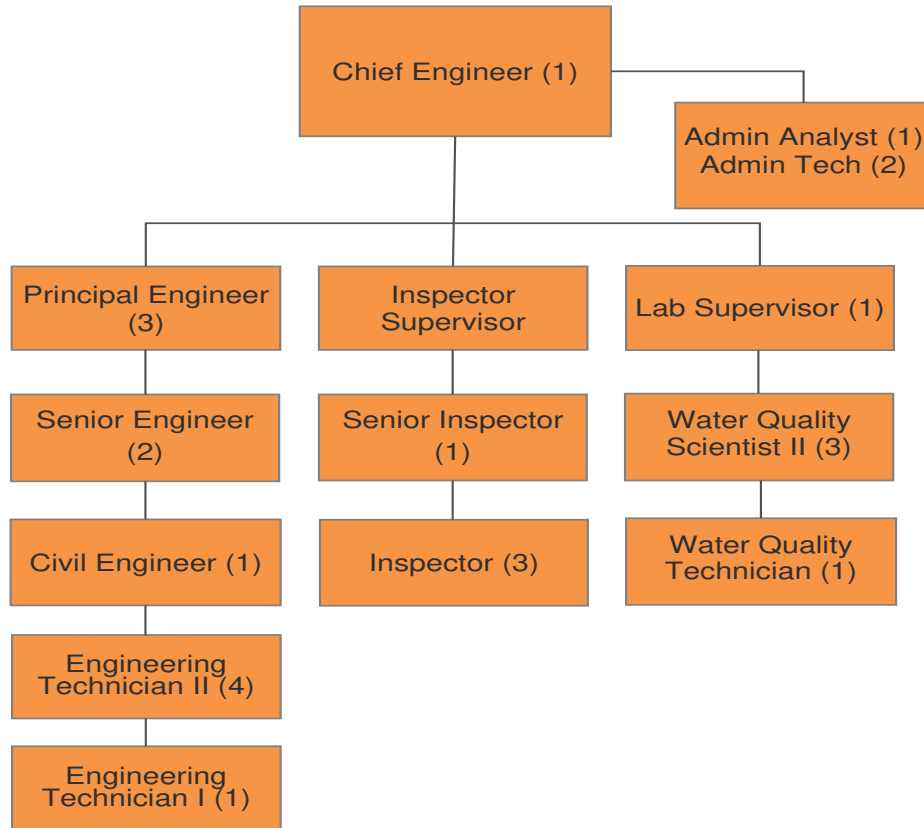 Chief Engineer (1)
Admin Analyst (1)
Admin Tech (2)
Principal Engineer
(3)
Inspector
Supervisor
Lab Supervisor (1)
Senior Engineer
(2)
Senior Inspector
(1)
Water Quality
Scientist II (3)
Civil Engineer (1)
Inspector (3)
Water Quality
Technician (1)
Engineering
Technician II (4)
Engineering
Technician I (1)